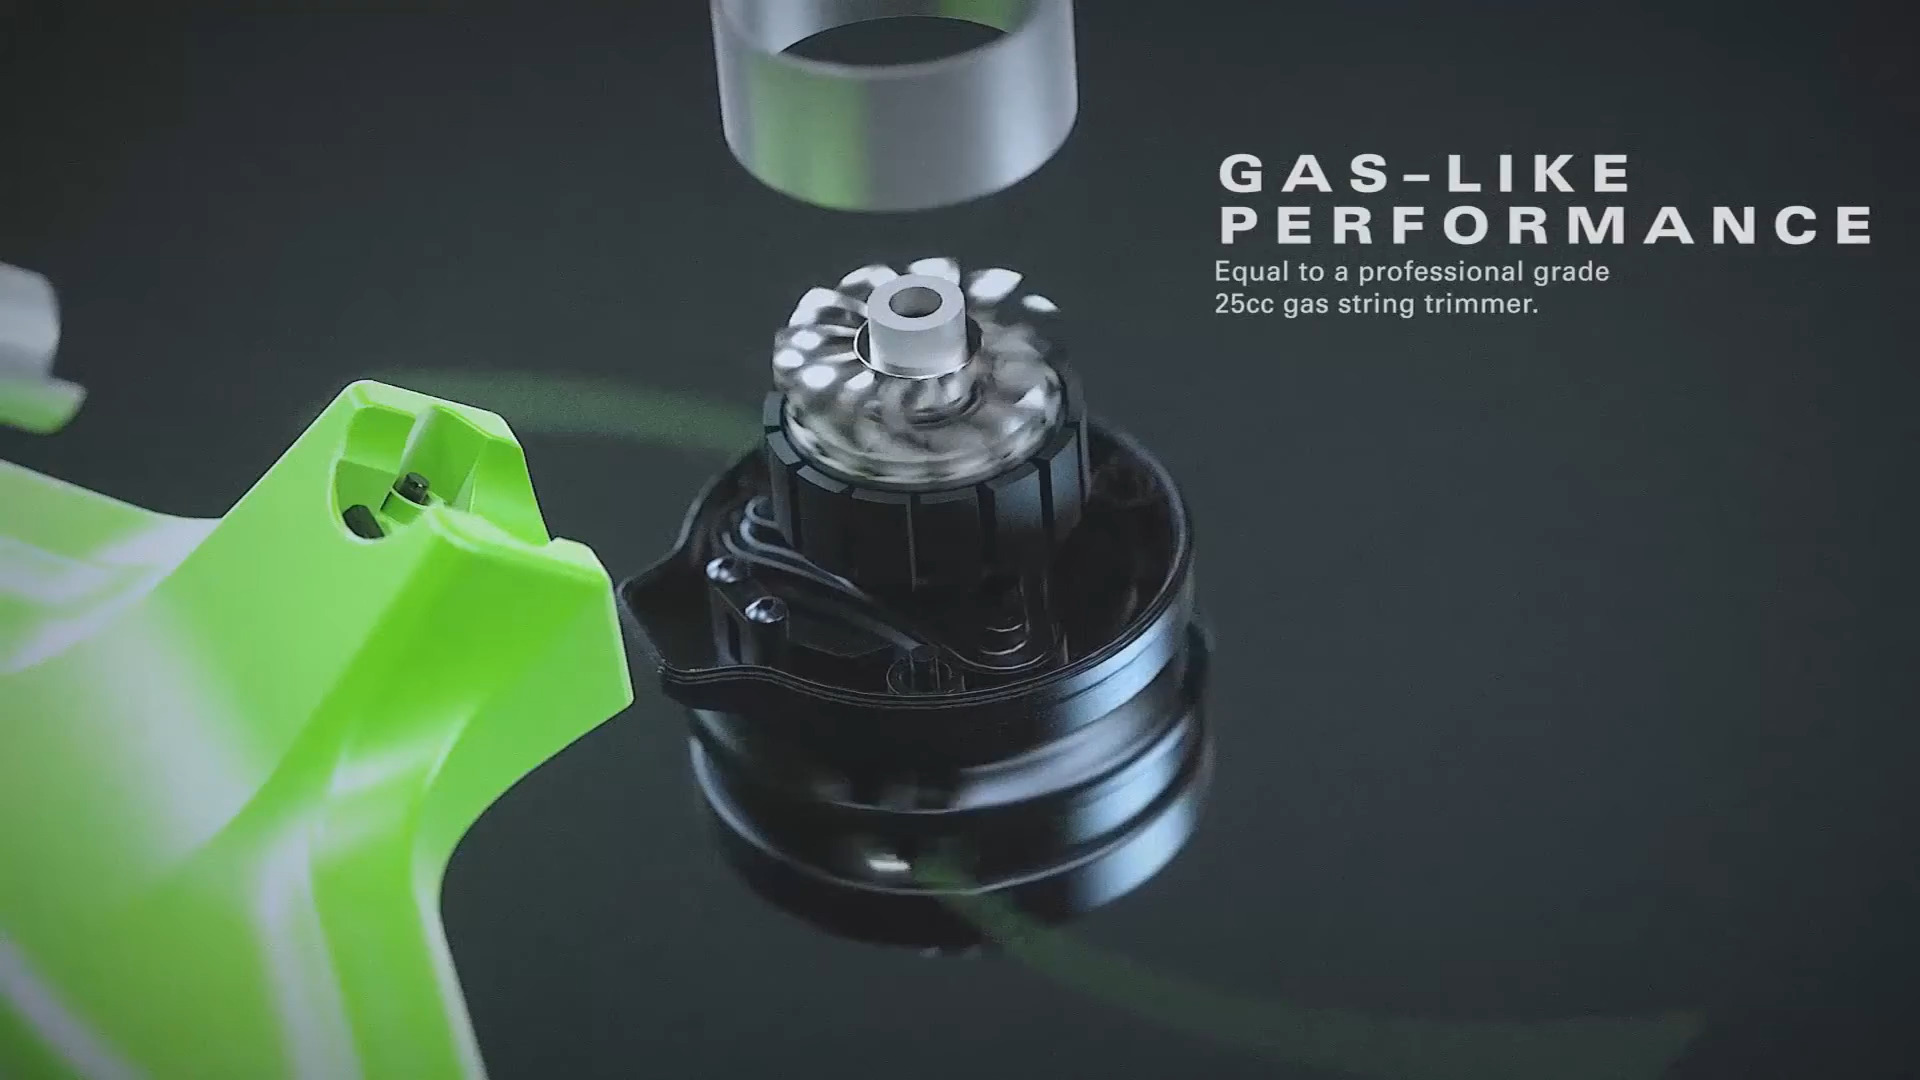 GAS-LIKE
PERFORMANCE
Equal to a professional grade
25cc gas string trimmer.